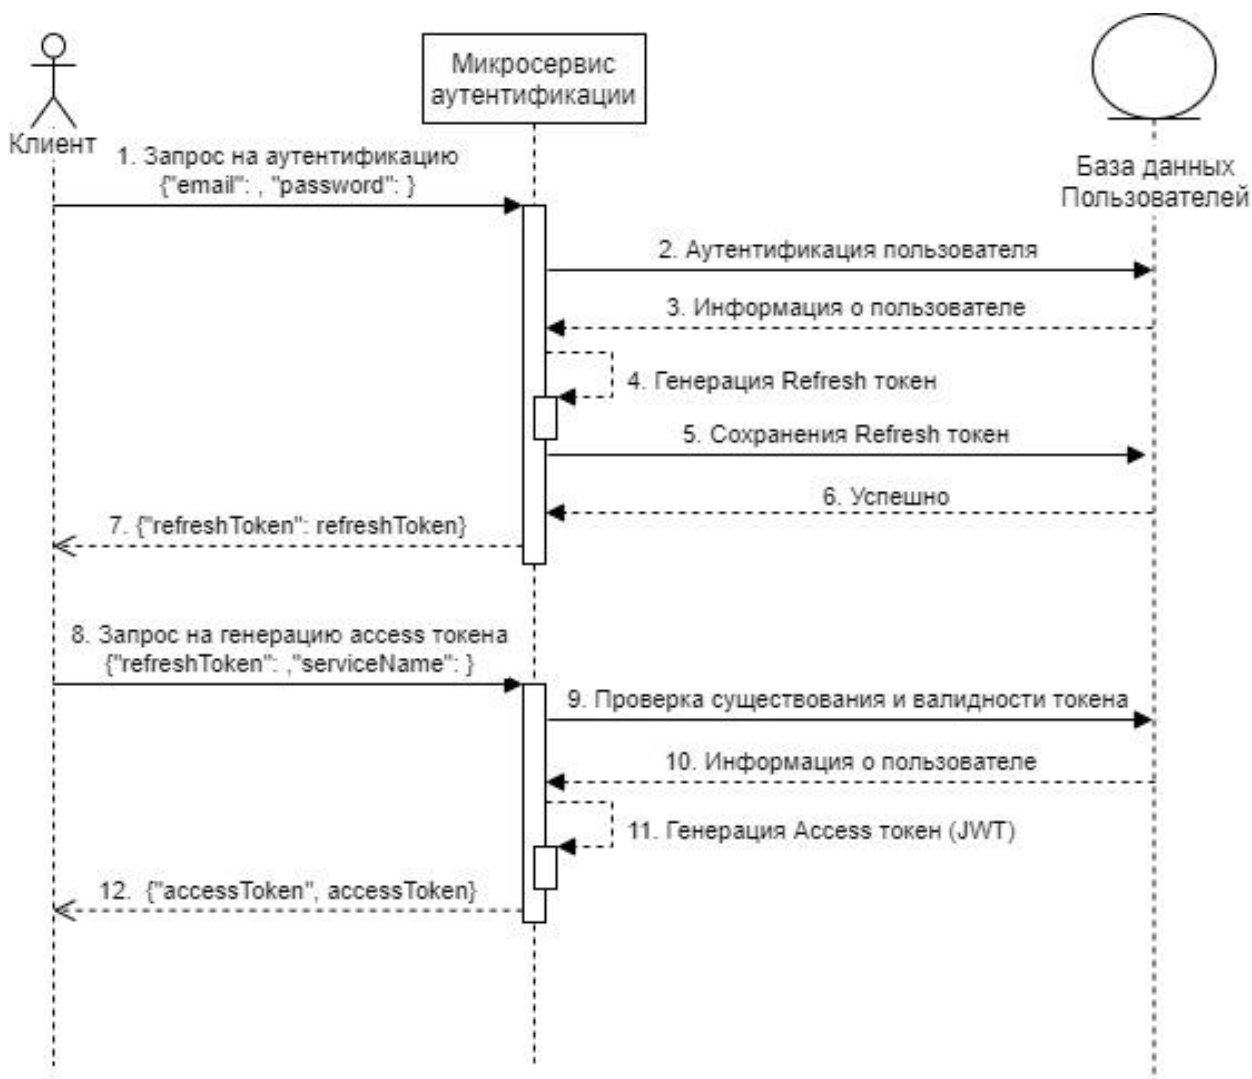 Микросервис
аутентификации
Клиент
База данных
Пользователей
1. Запрос на аутентификацию
{"email": , "password": }
2. Аутентификация пользователя
3. Информация о пользователе
4. Генерация Refresh токен
5. Сохранения Refresh токен
6. Успешно
7. {"refreshToken": refreshToken}
8. Запрос на генерацию access токена
{"refreshToken": ,"serviceName": }
9. Проверка существования и валидности токена
10. Информация о пользователе
11. Генерация Access токен (JWT)
12. {"accessToken", accessToken}